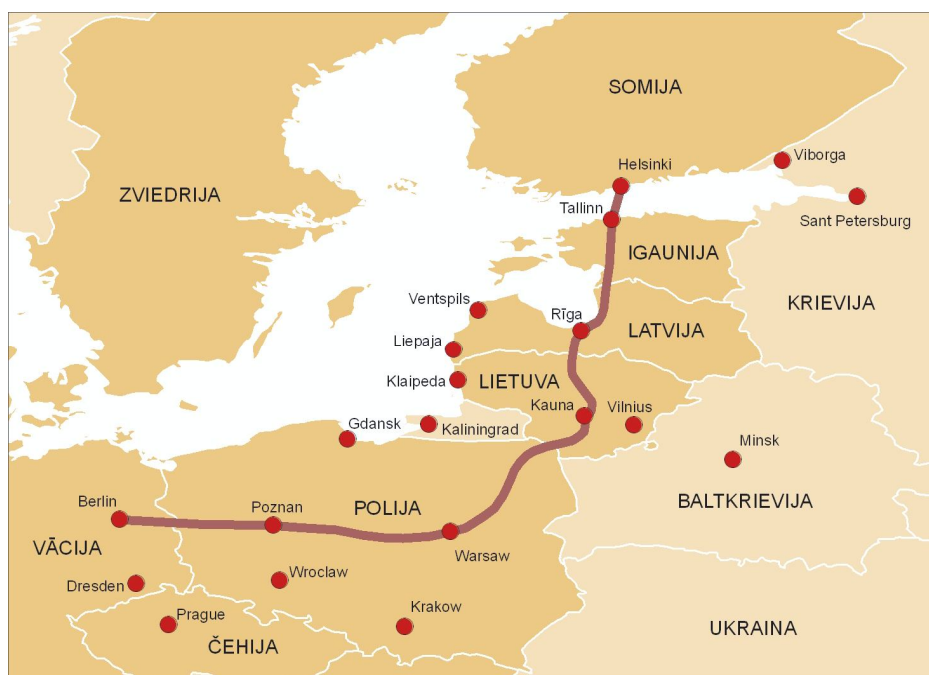 SOMIJA
Viborga
Helsinki
ZVIEDRIJA
Tallinn
Sant Petersburg
IGAUNIJA
Ventspils
KRIEVIJA
Rīga
LATVIJA
Liepaja
Klaipeda
LIETUVA
Kauna
Vilnius
Gdansk
Kaliningrad
Minsk
Berlin
Poznan
POLIJA
BALTKRIEVIJA
VĀCIJA
Warsaw
Wroclaw
Dresden
Prague
Krakow
ČEHIJA
UKRAINA